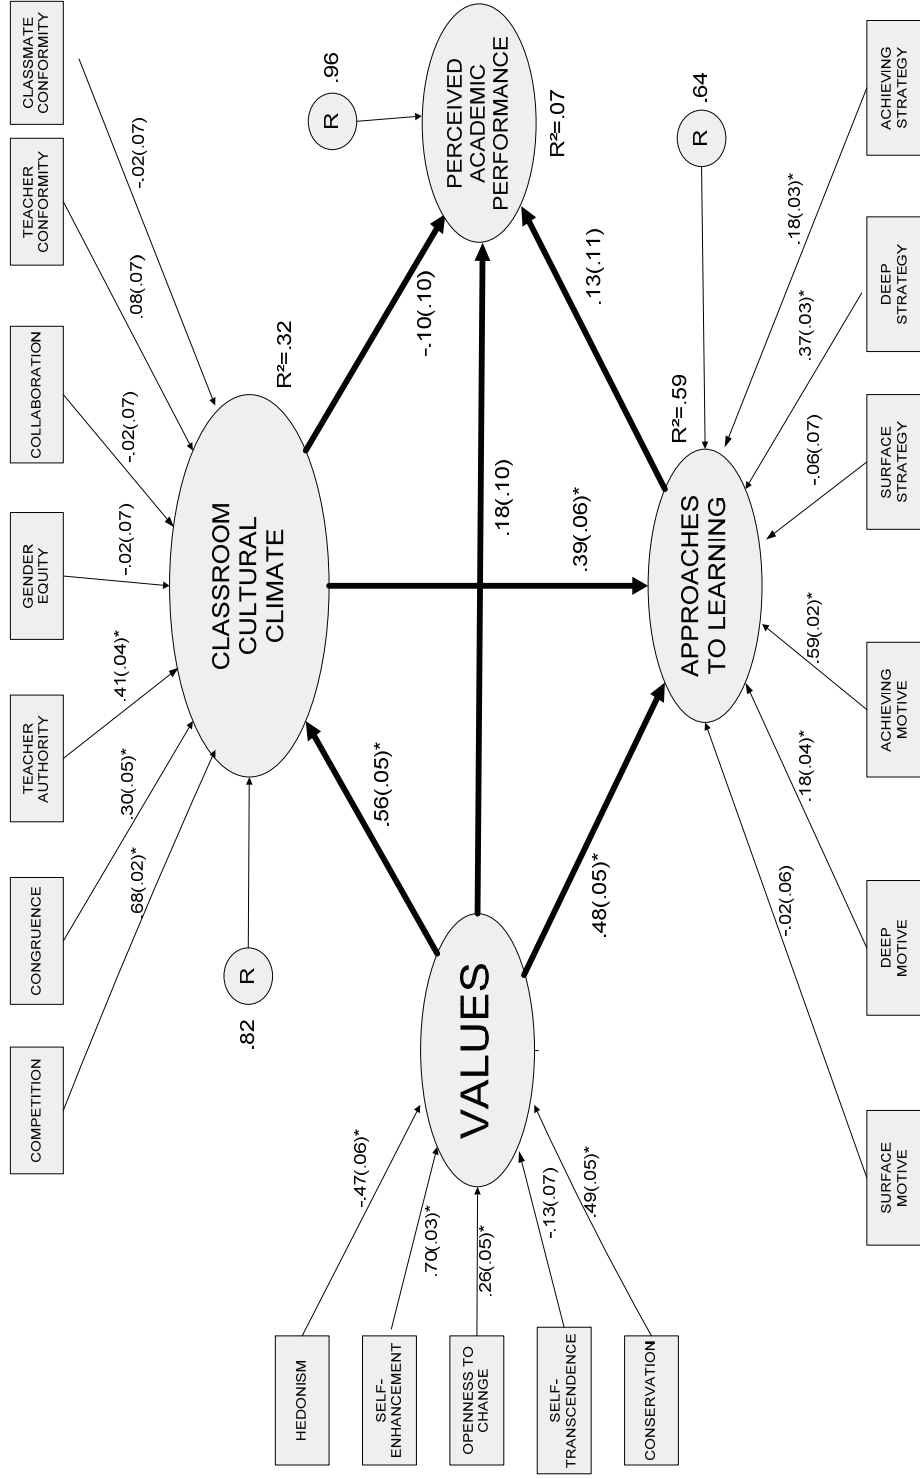 CLASSMATE
CONFORMITY
TEACHER
CONFORMITY
COLLABORATION
GENDER
EQUITY
TEACHER
AUTHORITY
CONGRUENCE
COMPETITION
-.02(.07)
.08(.07)
-.02(.07)
-.02(.07)
.41(.04)*
.30(.05)*
.68(.02)*
CLASSROOM
CULTURAL
CLIMATE
R²=.32
R
.82
R
.96
PERCEIVED
ACADEMIC
PERFORMANCE
R²=.07
-.10(.10)
.18(.10)
.13(.11)
.39(.06)*
.56(.05)*
.48(.05)*
VALUES
-.47(.06)*
.70(.03)*
.26(.05)*
-.13(.07)
.49(.05)*
HEDONISM
SELF-
ENHANCEMENT
OPENNESS TO
CHANGE
SELF-
TRANSCENDENCE
CONSERVATION
APPROACHES
TO LEARNING
R²=.59
R
.64
.18(.03)*
.37(.03)*
-.06(.07)
.59(.02)*
.18(.04)*
-.02(.06)
ACHIEVING
STRATEGY
DEEP
STRATEGY
SURFACE
STRATEGY
ACHIEVING
MOTIVE
DEEP
MOTIVE
SURFACE
MOTIVE